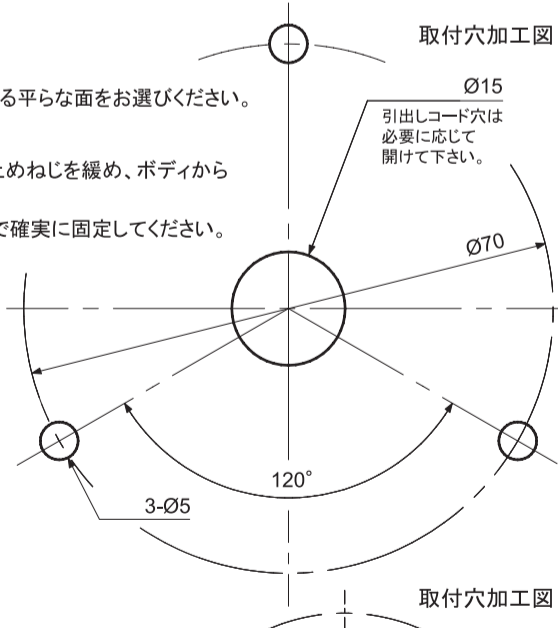 取付穴加工図
る平らな面をお選びください。
Ø15
引出しコード穴は
必要に応じて
開けて下さい。
止めねじを緩め、ボディから
で確実に固定してください。
Ø70
120°
3-Ø5
取付穴加工図